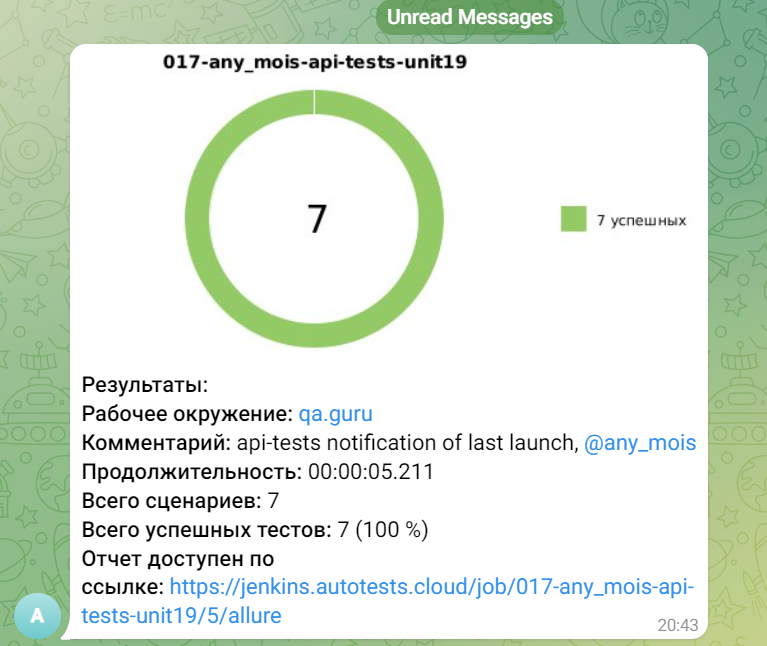 Unread Messages
017-any_mois-api-tests-unit19
7
7 успешных
Результаты:
Рабочее окружение: qa.guru
Комментарий: api-tests notification of last launch, @any_mois
Продолжительность: 00:00:05.211
Всего сценариев: 7
Всего успешных тестов: 7 (100 %)
Отчет доступен по
ссылке: https://jenkins.autotests.cloud/job/017-any_mois-api-
tests-unit19/5/allure
A
20:43